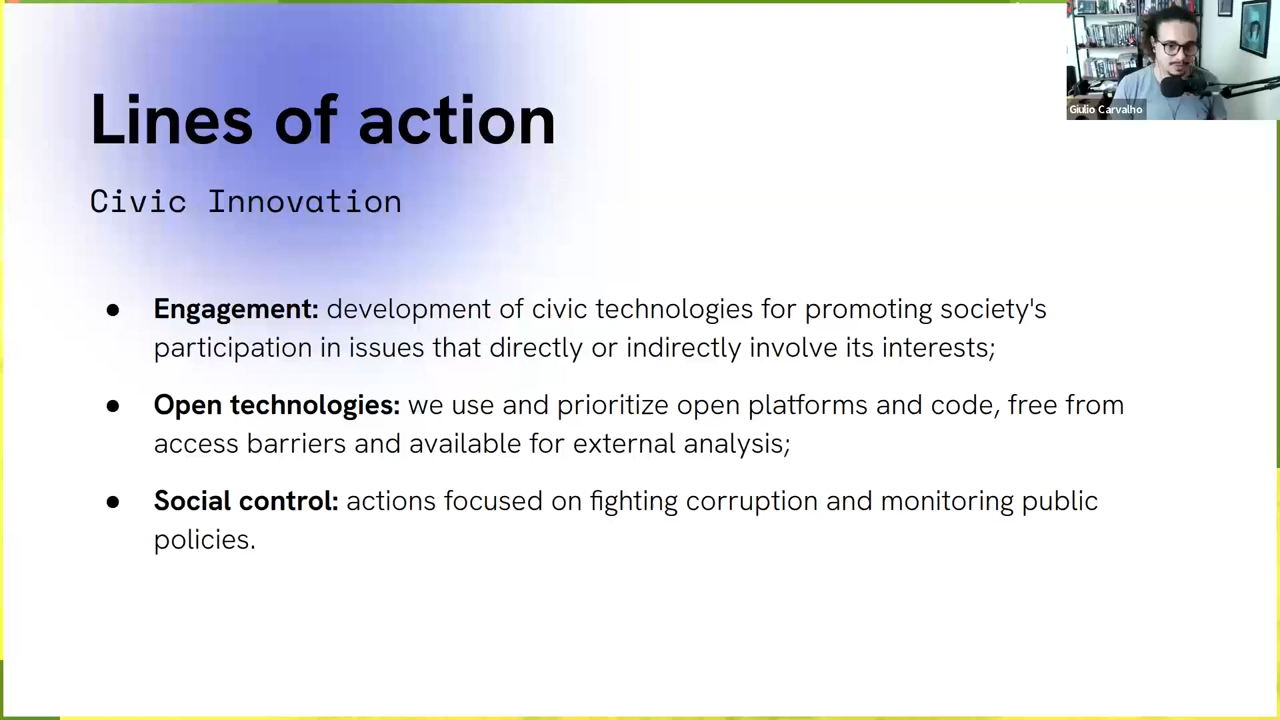 Giulio Carvalho
Lines of action
Civic Innovation
● Engagement: development of civic technologies for promoting society's
participation in issues that directly or indirectly involve its interests;
● Open technologies: we use and prioritize open platforms and code, free from
access barriers and available for external analysis;
● Social control: actions focused on fighting corruption and monitoring public
policies.